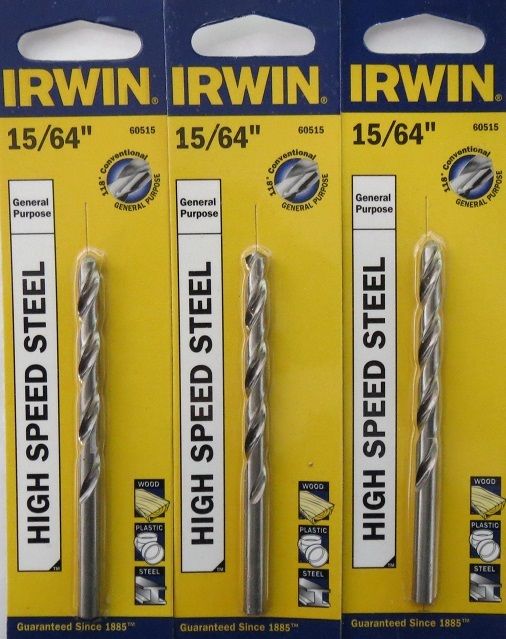 IRWIN®
15/64"
60515
118° Conventional
GENERAL PURPOSE
General
Purpose
HIGH SPEED STEEL
WOOD
PLASTIC
STEEL
TM
Guaranteed Since 1885™
IRWIN®
15/64"
60515
118° Conventional
GENERAL PURPOSE
General
Purpose
HIGH SPEED STEEL
WOOD
PLASTIC
STEEL
TM
Guaranteed Since 1885™
IRWIN®
15/64"
60515
118° Conventional
GENERAL PURPOSE
General
Purpose
HIGH SPEED STEEL
WOOD
PLASTIC
STEEL
TM
Guaranteed Since 1885™